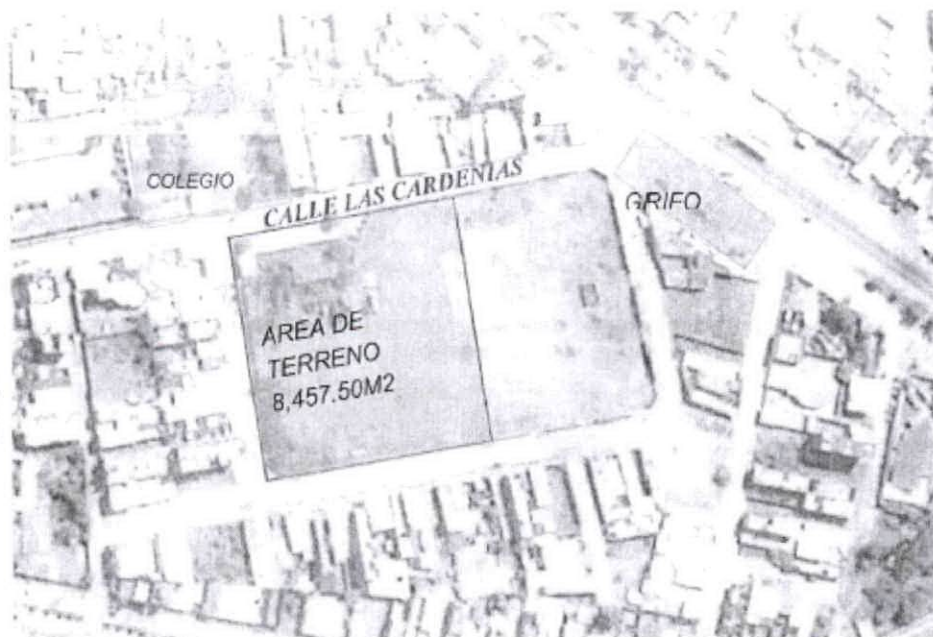 COLEGIO
CALLE LAS CARDENIAS
GRIFO
AREA DE
TERRENO
8,457.50M2